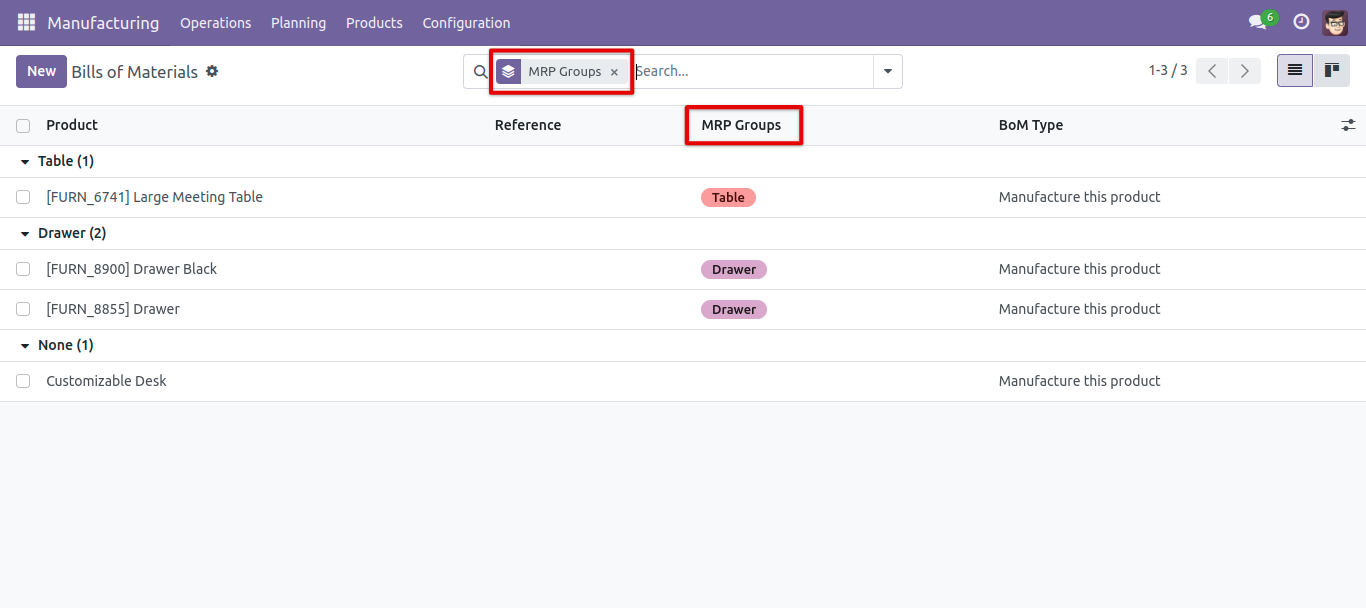 Manufacturing Operations Planning Products Configuration 6
New Bills of Materials MRP Groups × Search... 1-3 / 3
Product Reference MRP Groups BoM Type
Table (1)
[FURN_6741] Large Meeting Table Table Manufacture this product
Drawer (2)
[FURN_8900] Drawer Black Drawer Manufacture this product
[FURN_8855] Drawer Drawer Manufacture this product
None (1)
Customizable Desk Manufacture this product